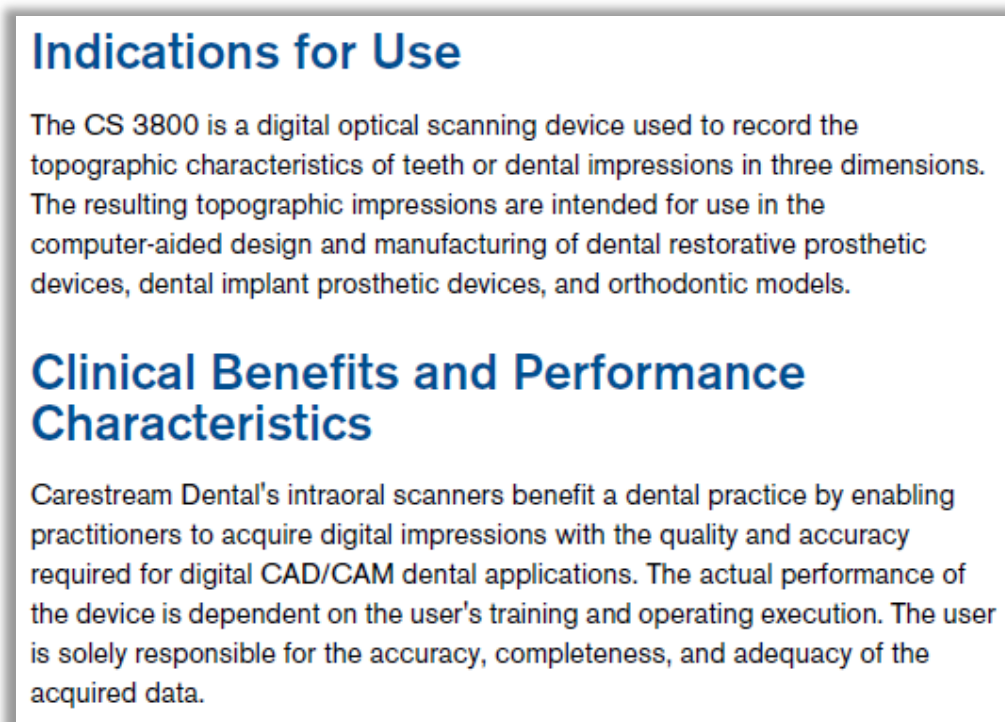 Indications for Use
The CS 3800 is a digital optical scanning device used to record the
topographic characteristics of teeth or dental impressions in three dimensions.
The resulting topographic impressions are intended for use in the
computer-aided design and manufacturing of dental restorative prosthetic
devices, dental implant prosthetic devices, and orthodontic models.
Clinical Benefits and Performance
Characteristics
Carestream Dental's intraoral scanners benefit a dental practice by enabling
practitioners to acquire digital impressions with the quality and accuracy
required for digital CAD/CAM dental applications. The actual performance of
the device is dependent on the user's training and operating execution. The user
is solely responsible for the accuracy, completeness, and adequacy of the
acquired data.